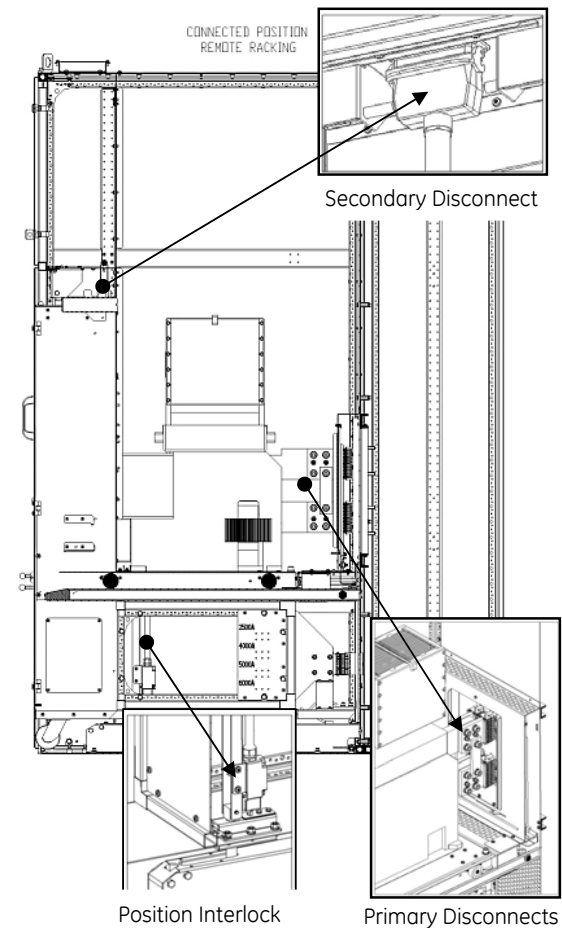 CONNECTED POSITION
REMOTE RACKING
Secondary Disconnect
2500A
4000A
5000A
6000A
Position Interlock
Primary Disconnects